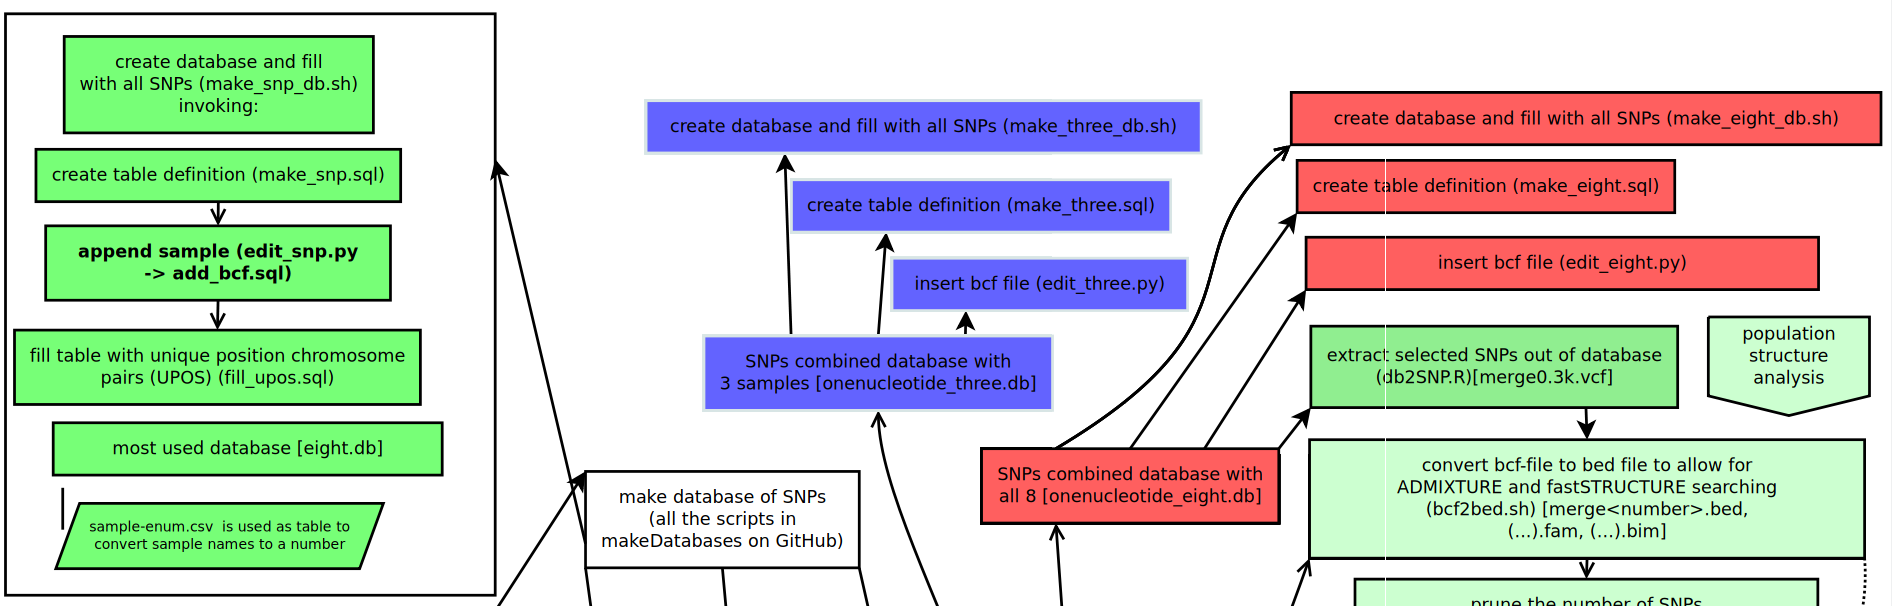 create database and fill
with all SNPs (make_snp_db.sh)
invoking:
create table definition (make_snp.sql)
append sample (edit_snp.py
-> add_bcf.sql)
fill table with unique position chromosome
pairs (UPOS) (fill_upos.sql)
most used database [eight.db]
sample-enum.csv is used as table to
convert sample names to a number
create database and fill with all SNPs (make_three_db.sh)
create table definition (make_three.sql)
insert bcf file (edit_three.py)
SNPs combined database with
3 samples [onenucleotide_three.db]
make database of SNPs
(all the scripts in
makeDatabases on GitHub)
create database and fill with all SNPs (make_eight_db.sh)
create table definition (make_eight.sql)
insert bcf file (edit_eight.py)
SNPs combined database with
all 8 [onenucleotide_eight.db]
extract selected SNPs out of database
(db2SNP.R)[merge0.3k.vcf]
population
structure
analysis
convert bcf-file to bed file to allow for
ADMIXTURE and fastSTRUCTURE searching
(bcf2bed.sh) [merge<number>.bed,
(...).fam, (...).bim]
prune the number of SNPs